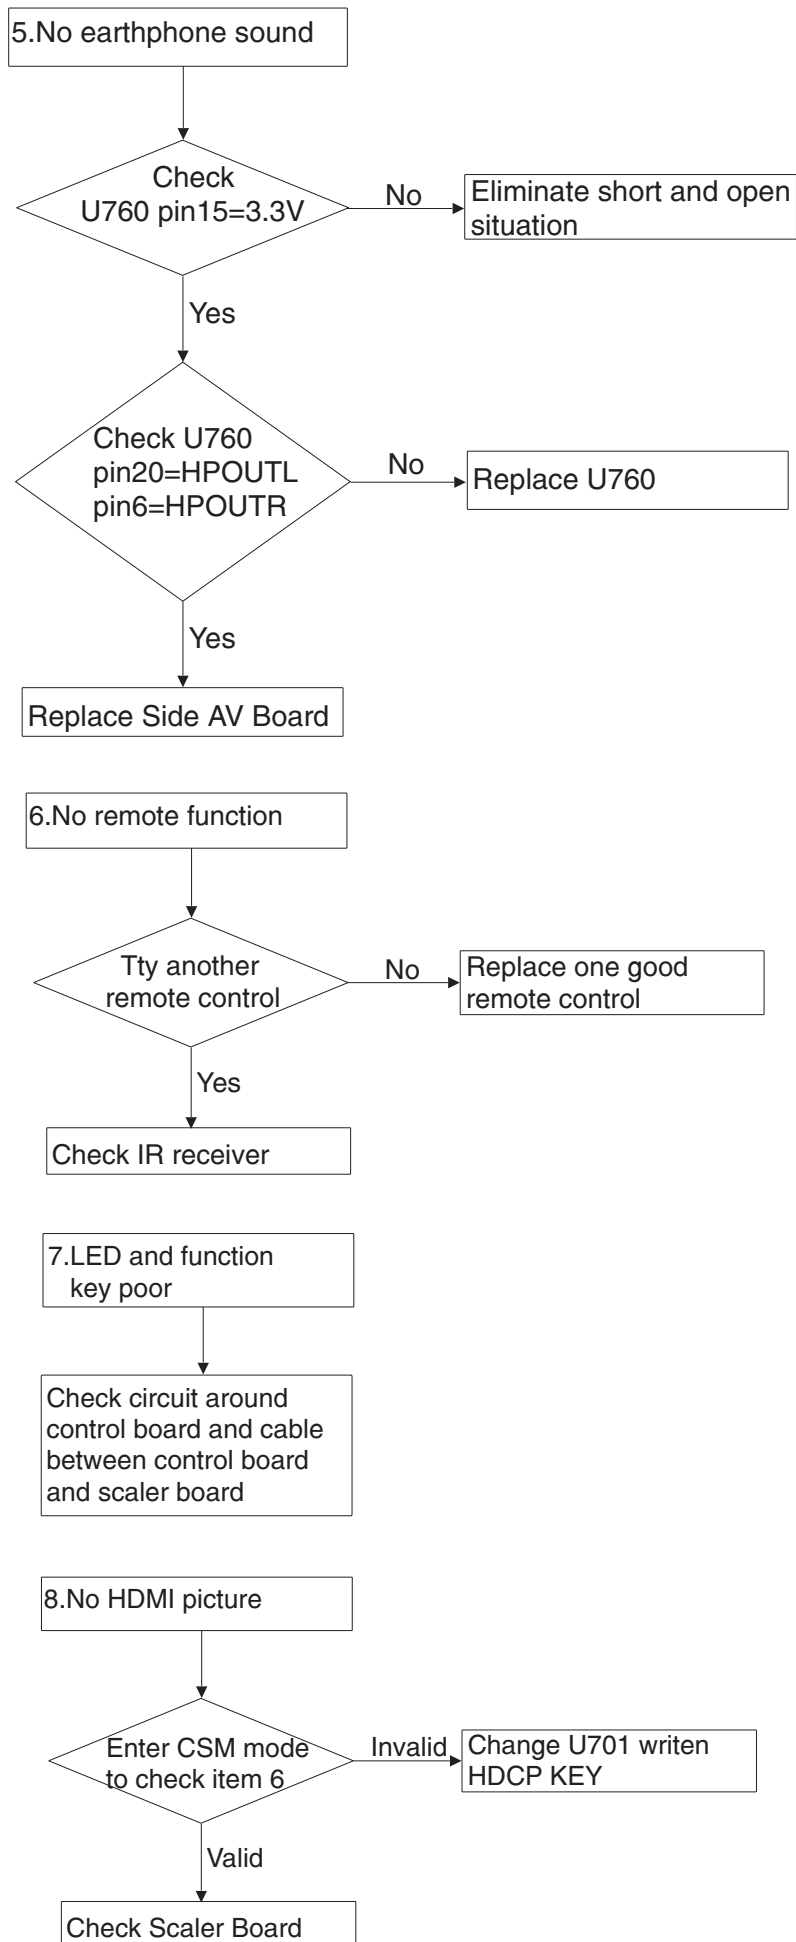 5.No earthphone sound
Check
U760 pin15=3.3V
No
Eliminate short and open
situation
Yes
Check U760
pin20=HPOUTL
pin6=HPOUTR
No
Replace U760
Yes
Replace Side AV Board
6.No remote function
Tty another
remote control
No
Replace one good
remote control
Yes
Check IR receiver
7.LED and function
key poor
Check circuit around
control board and cable
between control board
and scaler board
8.No HDMI picture
Enter CSM mode
to check item 6
Invalid
Change U701 writen
HDCP KEY
Valid
Check Scaler Board